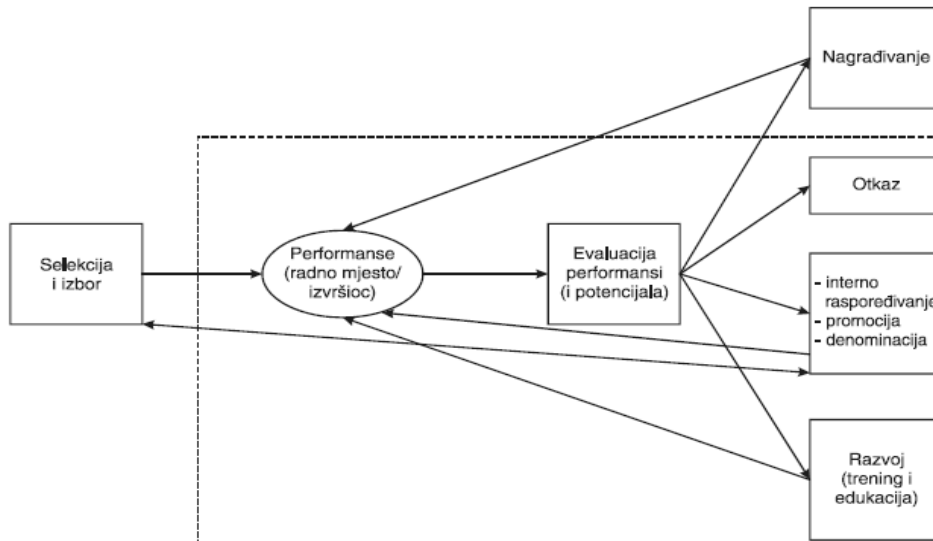 Nagrađivanje
Otkaz
Selekcija
i izbor
Performanse
(radno mjesto/
izvršioc)
Evaluacija
performansi
(i potencijala)
- interno
raspoređivanje
- promocija
- denominacija
Razvoj
(trening i
edukacija)